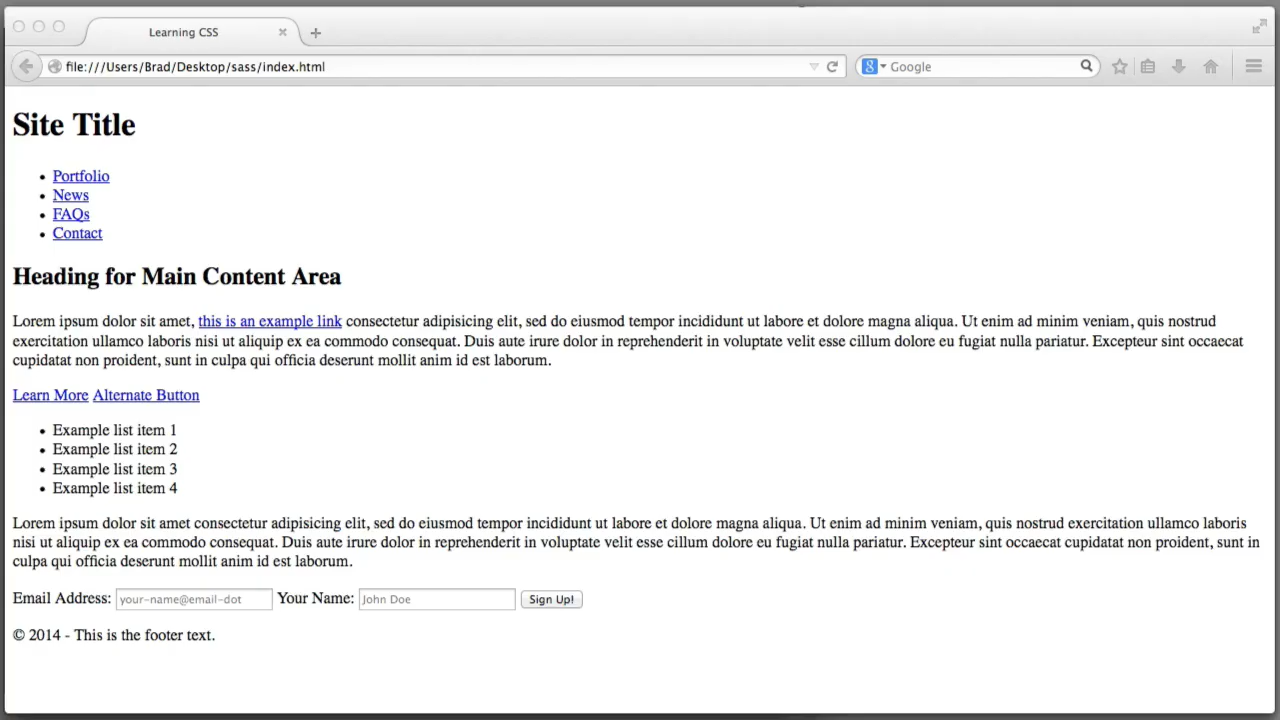 Learning CSS
file:///Users/Brad/Desktop/sass/index.html
8 Google
Site Title
Portfolio
News
FAQs
Contact
Heading for Main Content Area
Lorem ipsum dolor sit amet, this is an example link consectetur adipisicing elit, sed do eiusmod tempor incididunt ut labore et dolore magna aliqua. Ut enim ad minim veniam, quis nostrud
exercitation ullamco laboris nisi ut aliquip ex ea commodo consequat. Duis aute irure dolor in reprehenderit in voluptate velit esse cillum dolore eu fugiat nulla pariatur. Excepteur sint occaecat
cupidatat non proident, sunt in culpa qui officia deserunt mollit anim id est laborum.
Learn More Alternate Button
Example list item 1
Example list item 2
Example list item 3
Example list item 4
Lorem ipsum dolor sit amet consectetur adipisicing elit, sed do eiusmod tempor incididunt ut labore et dolore magna aliqua. Ut enim ad minim veniam, quis nostrud exercitation ullamco laboris
nisi ut aliquip ex ea commodo consequat. Duis aute irure dolor in reprehenderit in voluptate velit esse cillum dolore eu fugiat nulla pariatur. Excepteur sint occaecat cupidatat non proident, sunt in
culpa qui officia deserunt mollit anim id est laborum.
Email Address: your-name@email-dot Your Name: John Doe Sign Up!
© 2014 - This is the footer text.